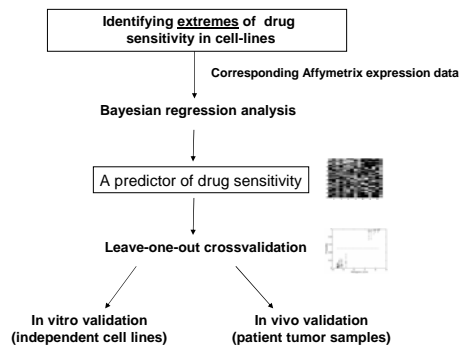 Identifying extremes of drug
sensitivity in cell-lines
Corresponding Affymetrix expression data
Bayesian regression analysis
A predictor of drug sensitivity
Leave-one-out crossvalidation
In vitro validation
(independent cell lines)
In vivo validation
(patient tumor samples)